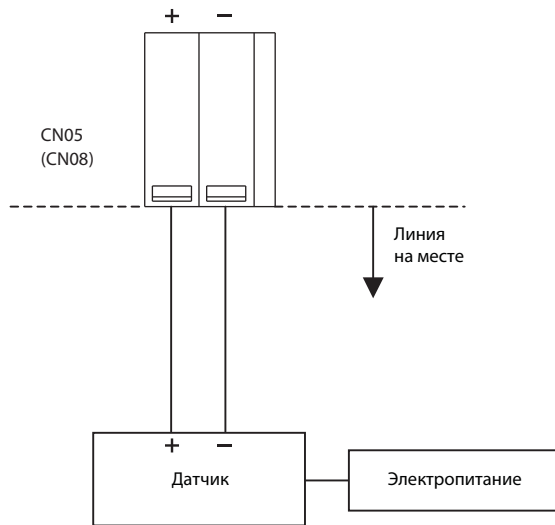 + −
CN05
(CN08)
Линия
на месте
+ −
Датчик
Электропитание